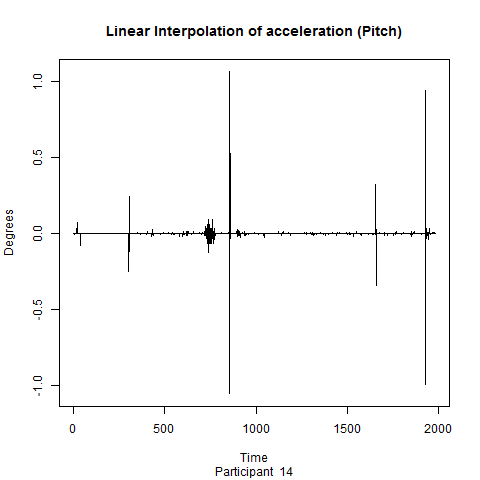 Linear Interpolation of acceleration (Pitch)
1.0
0.5
0.0
-0.5
-1.0
Degrees
0 500 1000 1500 2000
Time
Participant 14